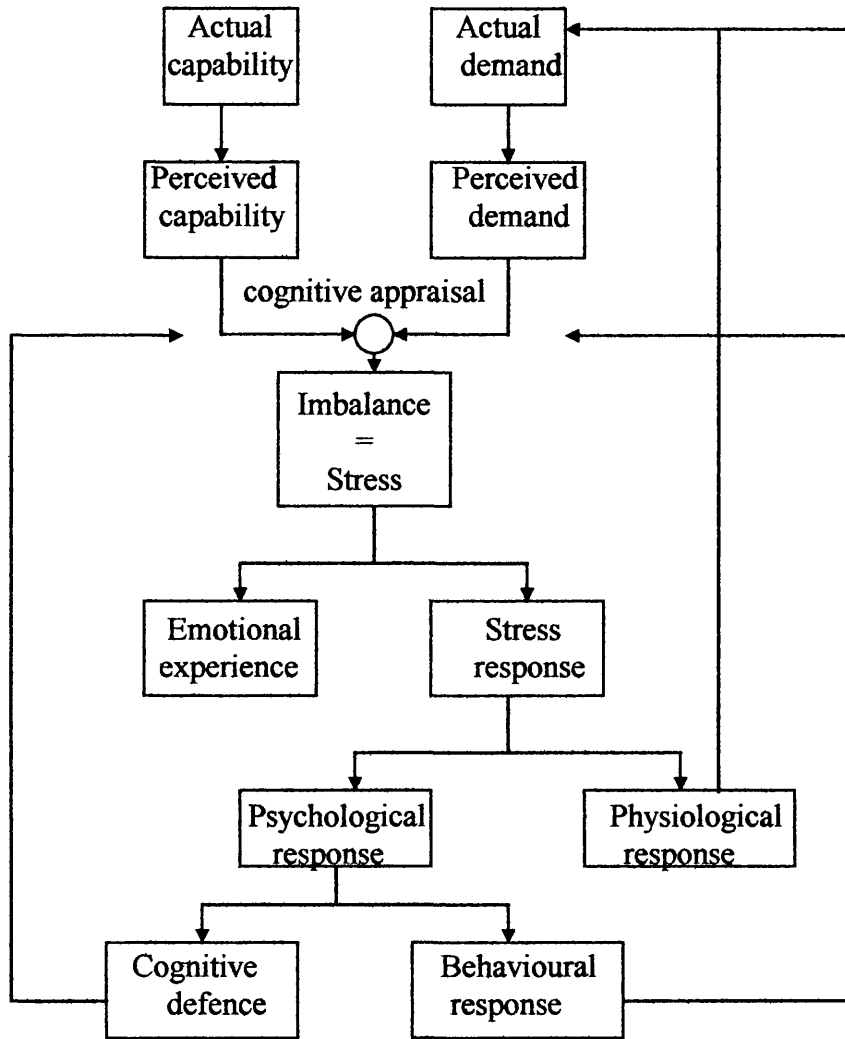 Actual
capability
Actual
demand
Perceived
capability
Perceived
demand
cognitive appraisal
Imbalance
=
Stress
Emotional
experience
Stress
response
Psychological
response
Physiological
response
Cognitive
defence
Behavioural
response